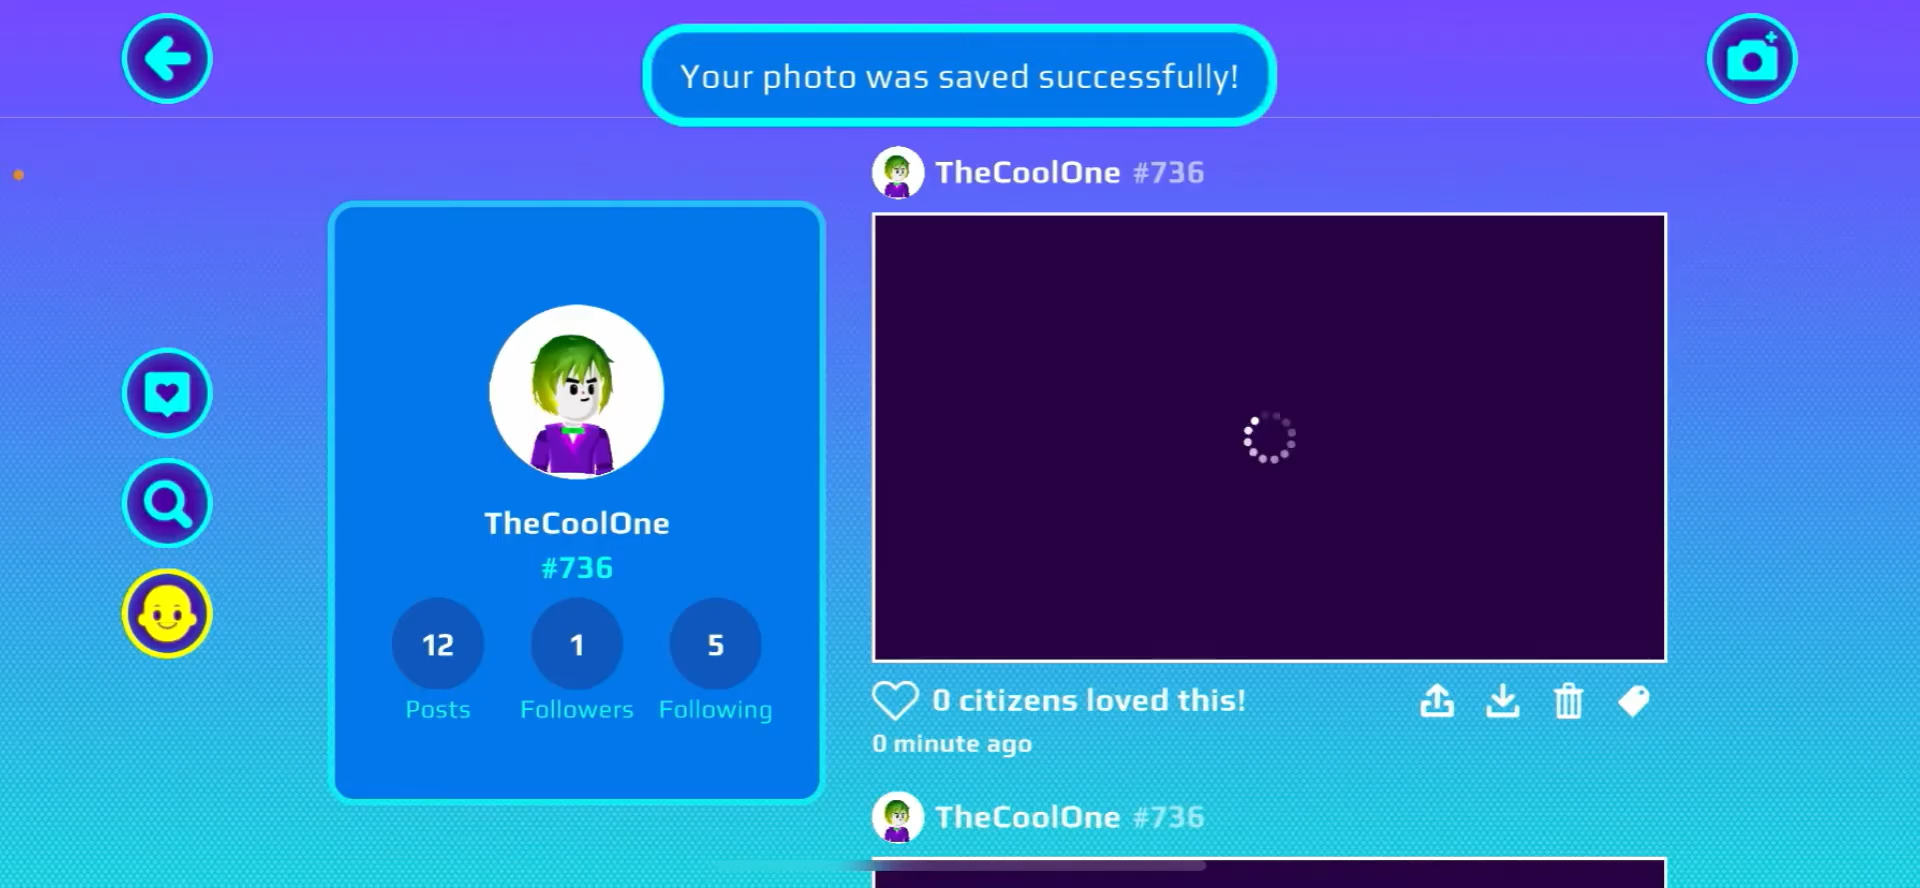 Your photo was saved successfully!
TheCoolOne #736
TheCoolOne
#736
12
Posts
1
Followers
5
Following
0 citizens loved this!
0 minute ago
TheCoolOne #736